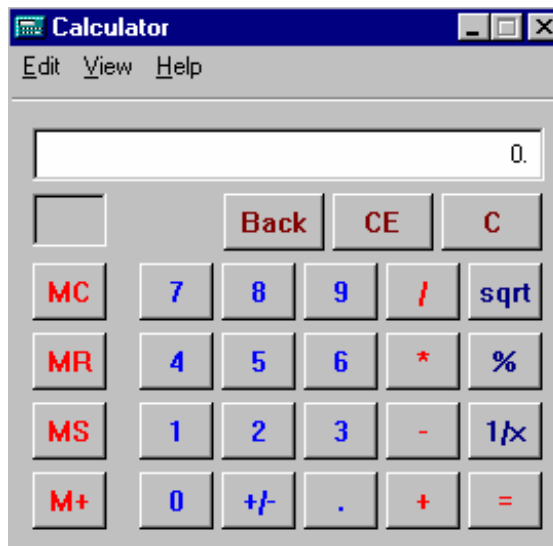 Calculator
Edit View Help
0.
Back CE C
MC 7 8 9 / sqrt
MR 4 5 6 * %
MS 1 2 3 - 1/x
M+ 0 +/- . + =